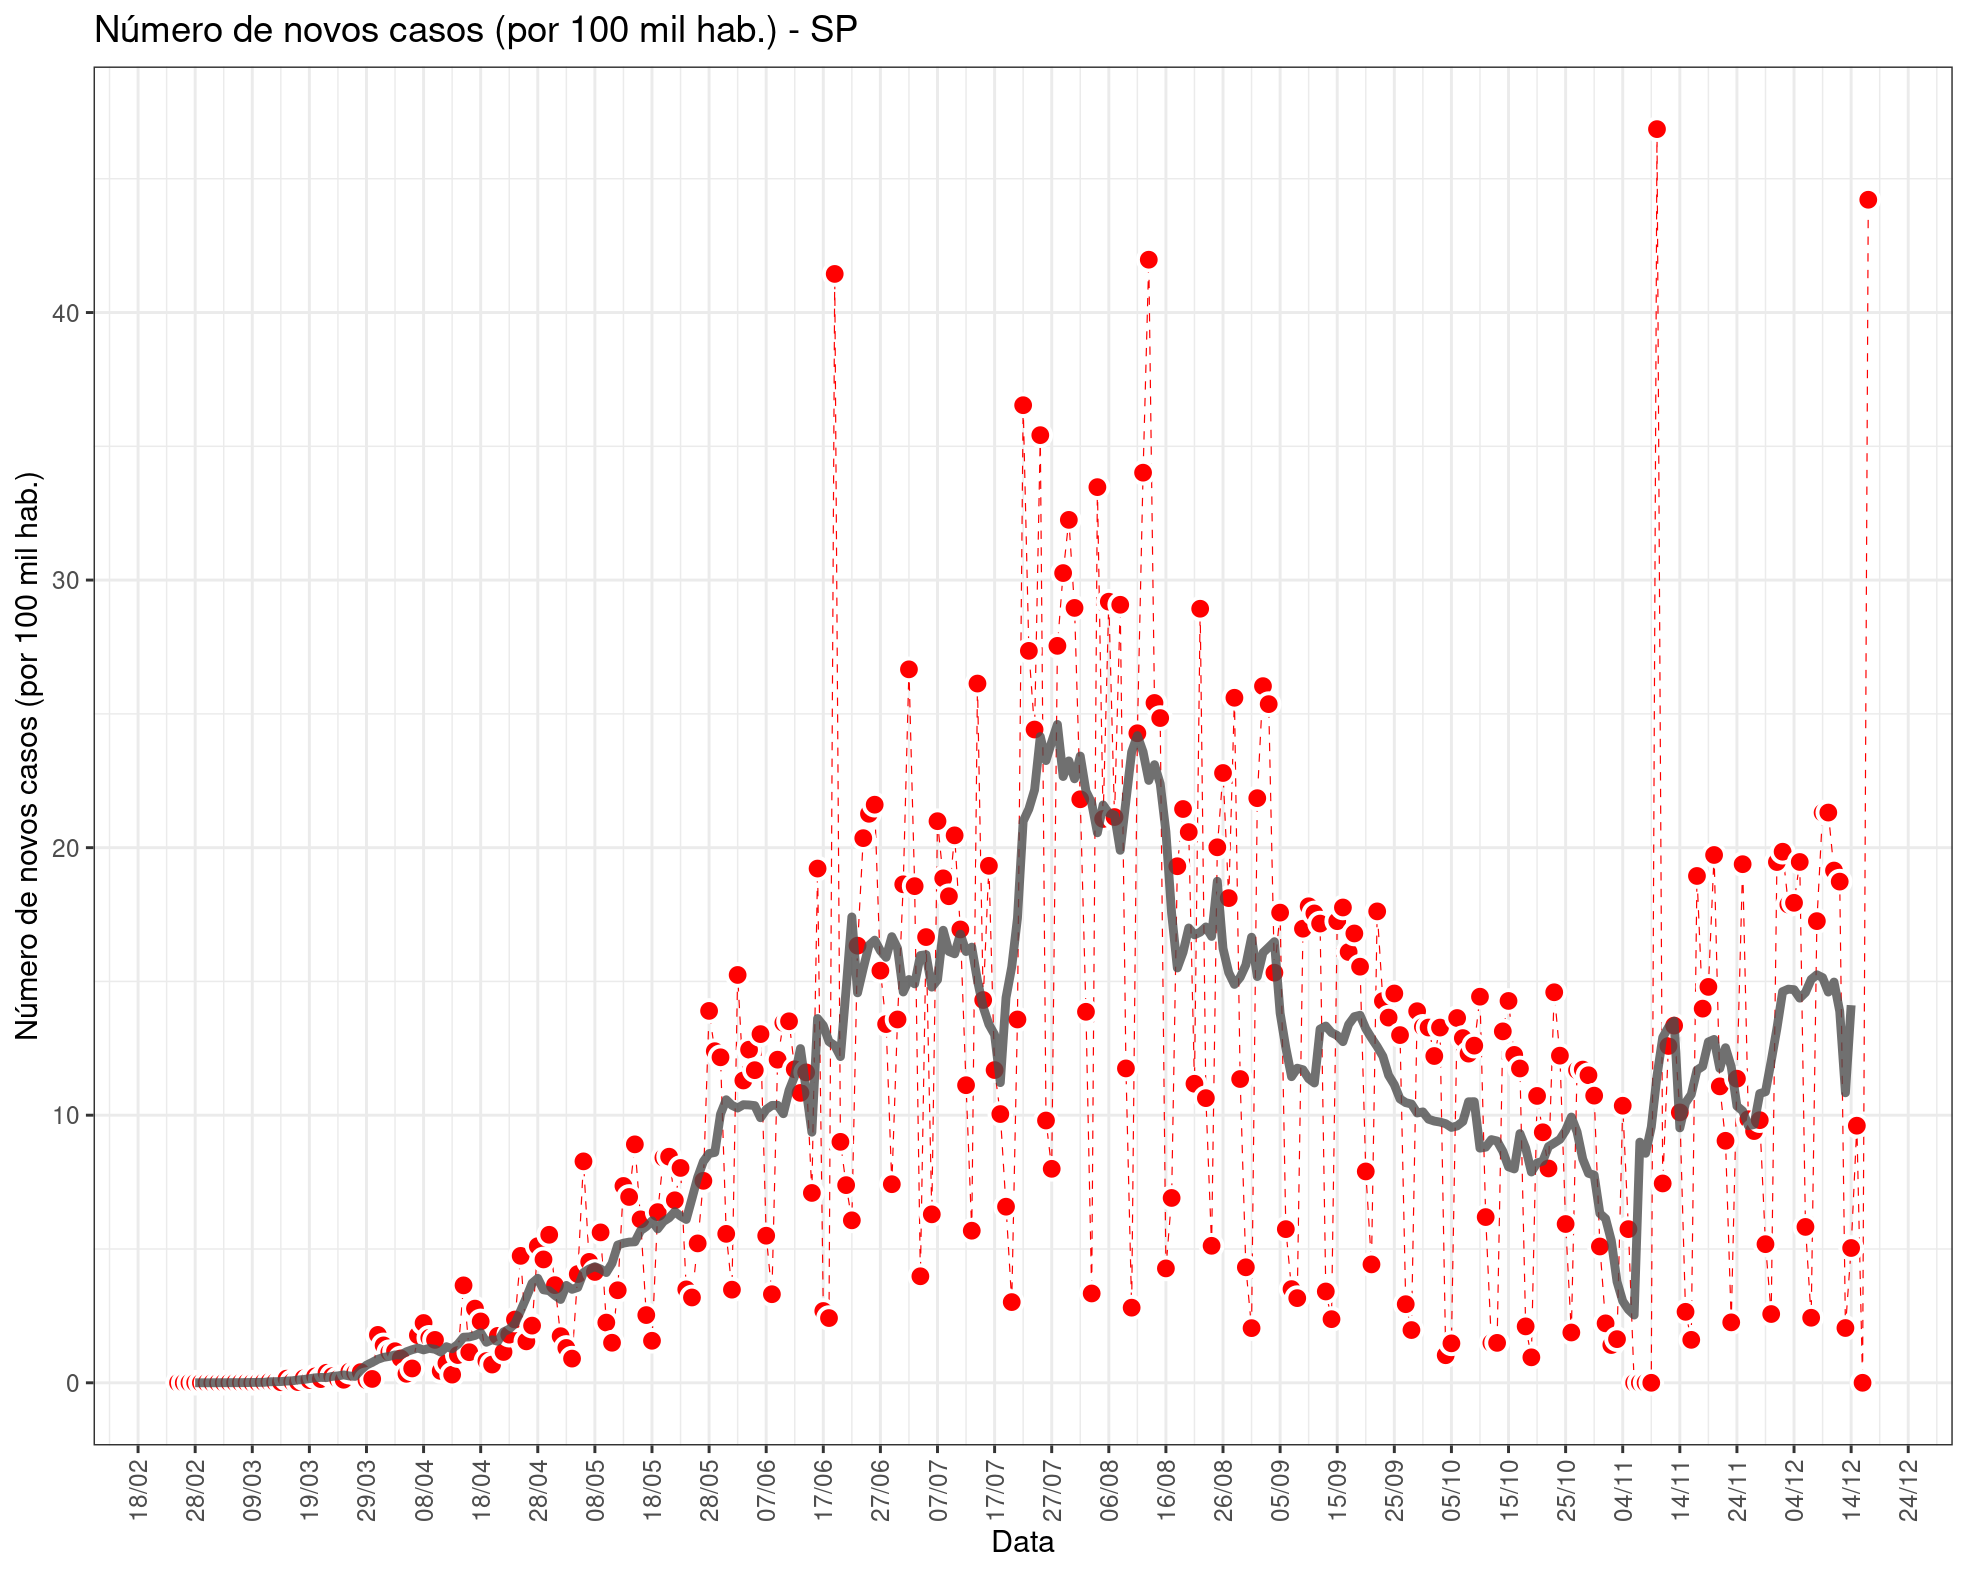 Número de novos casos (por 100 mil hab.) - SP
Número de novos casos (por 100 mil hab.)
40
30
20
10
0
18/02 28/02 09/03 19/03 29/03 08/04 18/04 28/04 08/05 18/05 28/05 07/06 17/06 27/06 07/07 17/07 27/07 06/08 16/08 26/08 05/09 15/09 25/09 05/10 15/10 25/10 04/11 14/11 24/11 04/12 14/12 24/12
Data